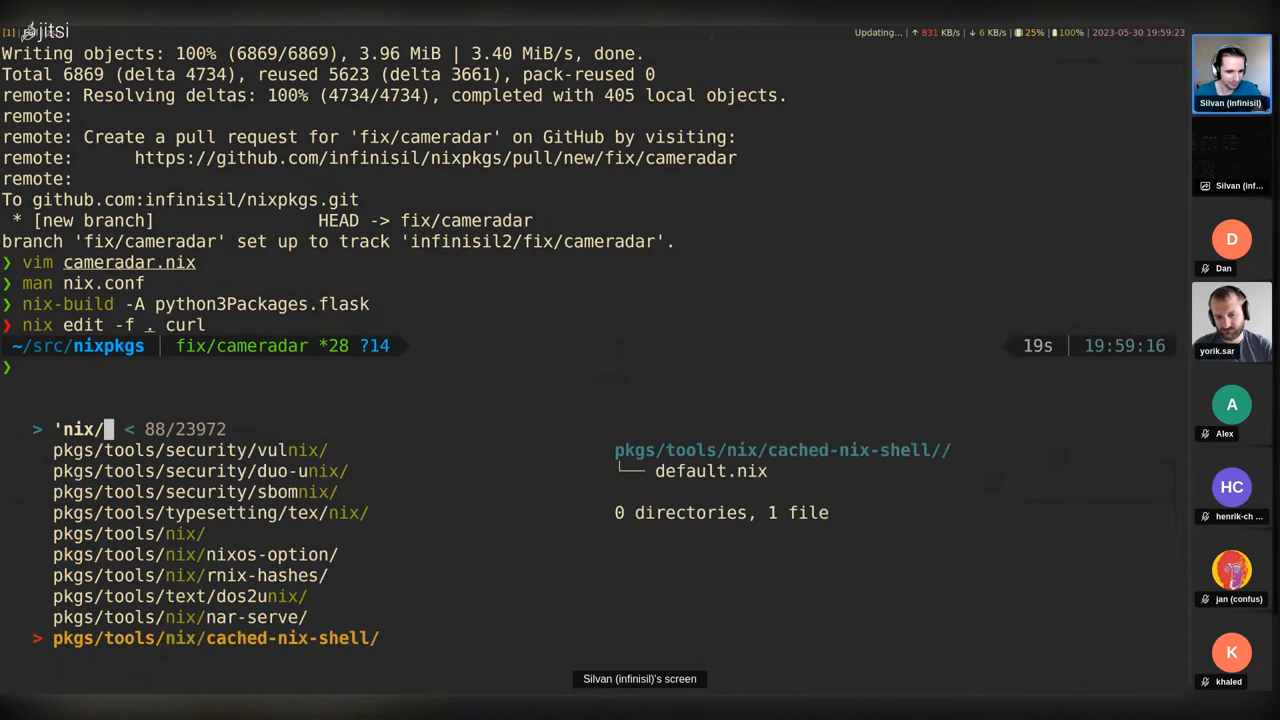 jitsi
[1] Updating... ↑ 831 KB/s ↓ 6 KB/s 25% 100% 2023-05-30 19:59:23
Writing objects: 100% (6869/6869), 3.96 MiB | 3.40 MiB/s, done.
Total 6869 (delta 4734), reused 5623 (delta 3661), pack-reused 0
remote: Resolving deltas: 100% (4734/4734), completed with 405 local objects.
remote:
remote: Create a pull request for 'fix/cameradar' on GitHub by visiting:
remote:      https://github.com/infinisil/nixpkgs/pull/new/fix/cameradar
remote:
To github.com:infinisil/nixpkgs.git
 * [new branch]                HEAD -> fix/cameradar
branch 'fix/cameradar' set up to track 'infinisil2/fix/cameradar'.
❯ vim cameradar.nix
❯ man nix.conf
❯ nix-build -A python3Packages.flask
❯ nix edit -f . curl
~/src/nixpkgs | fix/cameradar *28 ?14 19s | 19:59:16
❯
> 'nix/ < 88/23972
pkgs/tools/security/vulnix/
pkgs/tools/security/duo-unix/
pkgs/tools/security/sbomnix/
pkgs/tools/typesetting/tex/nix/
pkgs/tools/nix/
pkgs/tools/nix/nixos-option/
pkgs/tools/nix/rnix-hashes/
pkgs/tools/text/dos2unix/
pkgs/tools/nix/nar-serve/
> pkgs/tools/nix/cached-nix-shell/
pkgs/tools/nix/cached-nix-shell//
└── default.nix
0 directories, 1 file
Silvan (infinisil)'s screen
Silvan (infinisil)
Silvan (inf...
D
Dan
yorik.sar
A
Alex
HC
henrik-ch ...
jan (confus)
K
khaled